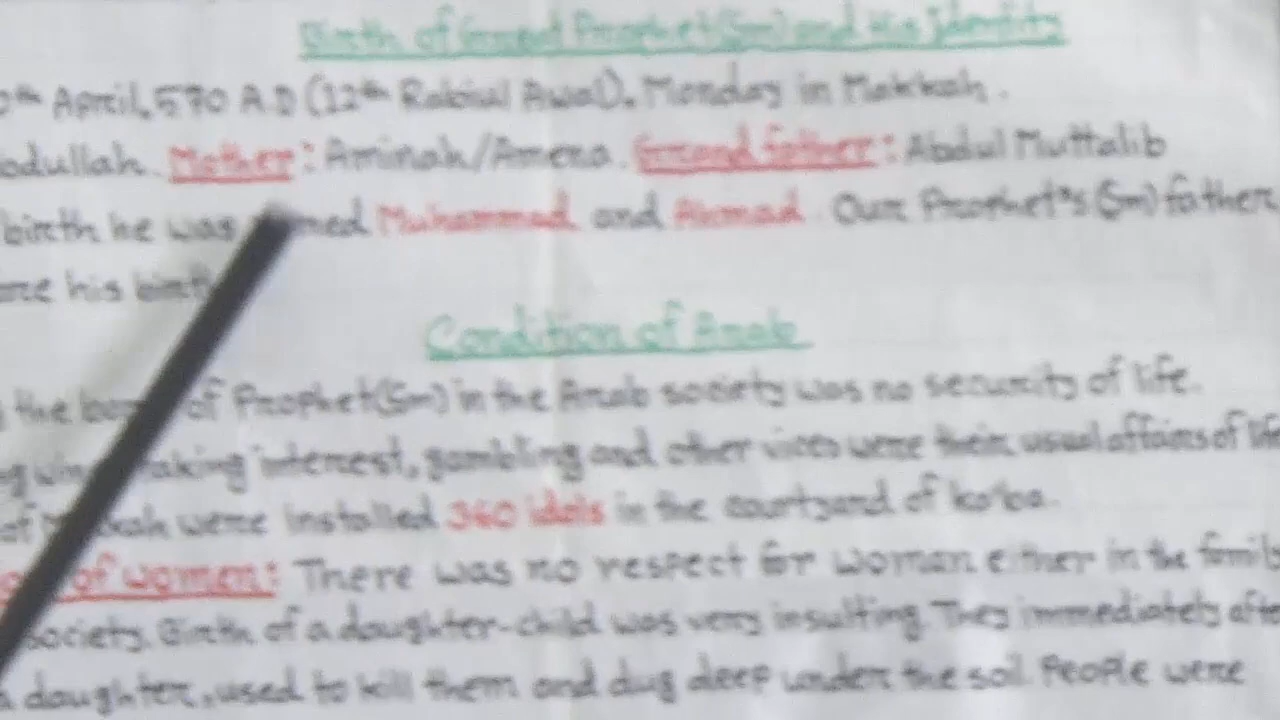 Birth of Great Prophet(Sm) and His Identity
April, 570 A.D (12th Rabiul Awal), Monday in Makkah.
Mother: Aminah/Amena. Grand father: Abdul Muttalib
birth he was Muhammad and Ahmad. Our Prophet's (Sm) father
his birth
Condition of Arab
the of Prophet(Sm) in the Arab society was no security of life.
interest, gambling and other vices were their usual affairs of life
of were installed 360 idols in the courtyard of ka'ba.
of women: There was no respect for woman either in the family
society. Birth of a daughter-child was very insulting. They immediately
a daughter, used to kill them and dug deep under the soil. People were